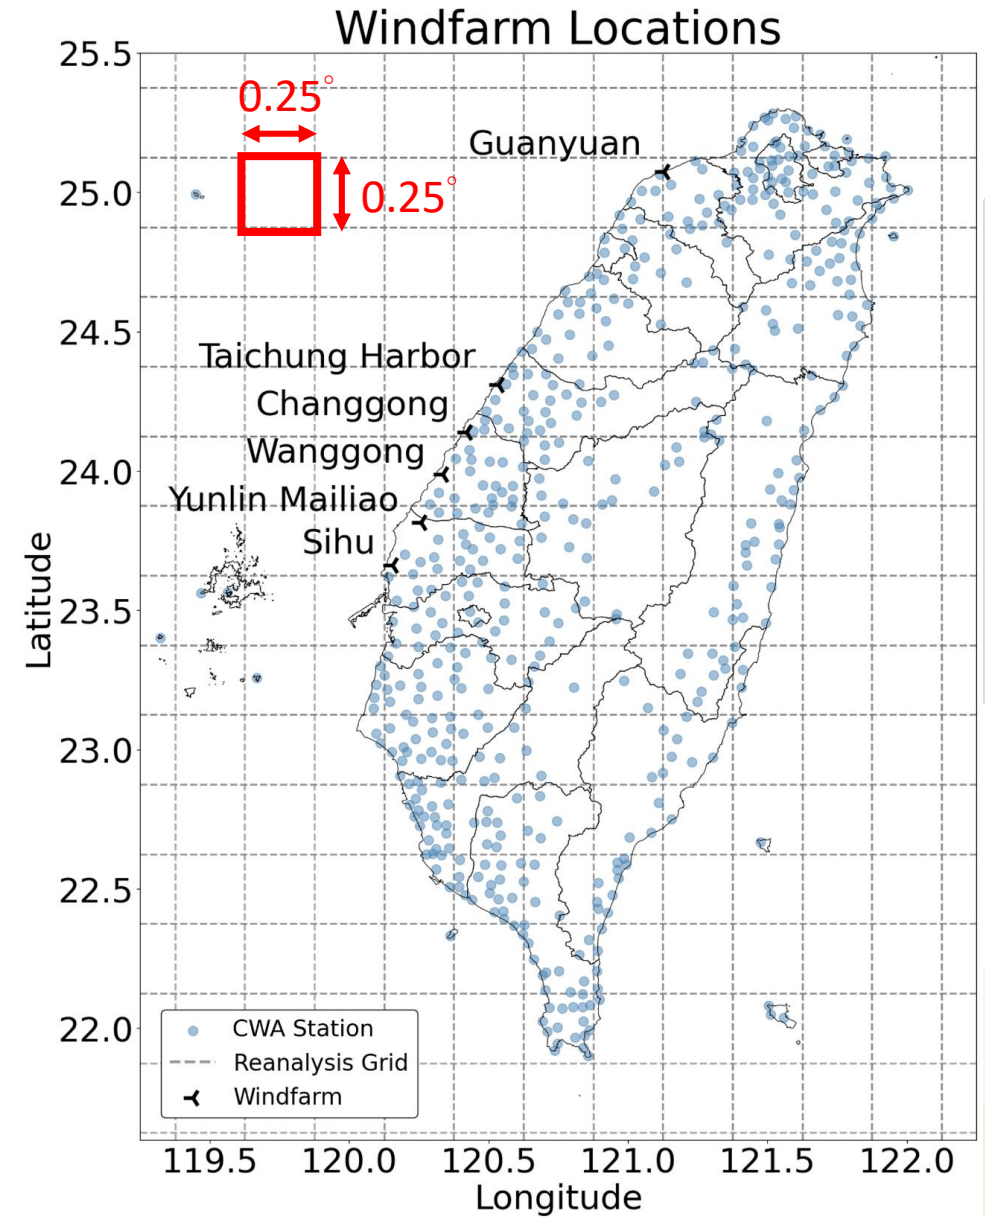 Windfarm Locations
25.5
0.25°
Guanyuan
25.0
0.25°
24.5
Taichung Harbor
Changgong
Wanggong
24.0
Yunlin Mailiao
Sihu
Latitude
23.5
23.0
22.5
22.0
CWA Station
Reanalysis Grid
Windfarm
119.5 120.0 120.5 121.0 121.5 122.0
Longitude